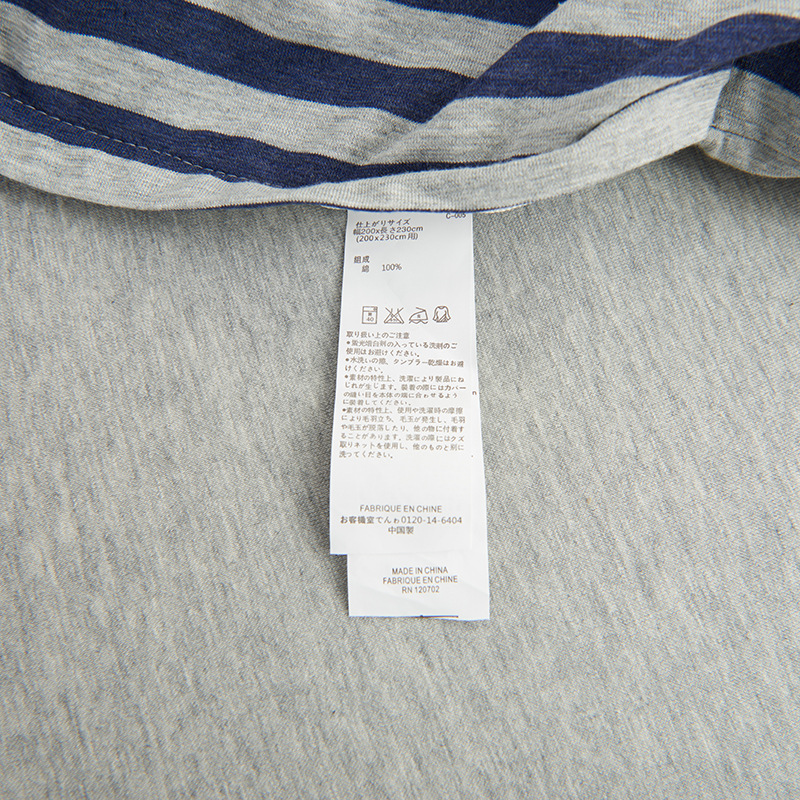 C-005
仕上がりサイズ
幅200x長さ230cm
(200x230cm用)
組成
綿 100%
40
取り扱い上のご注意
●蛍光増白剤の入っている洗剤のご
使用はお避けください。
●水洗いの際、タンブラー乾燥はお避
けください。
●素材の特性上、洗濯により製品にね
じれが生じます。装着の際にはカバー
の縫い目を本体の端に合わせるよう
に装着してください。
●素材の特性上、使用や洗濯時の摩擦
により毛羽立ち、毛玉が発生し、毛羽
や毛玉が脱落したり、他の物に付着す
ることがあります。洗濯の際にはクズ
取りネットを使用し、他のものと別に
洗ってください。
FABRIQUE EN CHINE
お客様室でんわ0120-14-6404
中国製
MADE IN CHINA
FABRIQUE EN CHINE
RN 120702